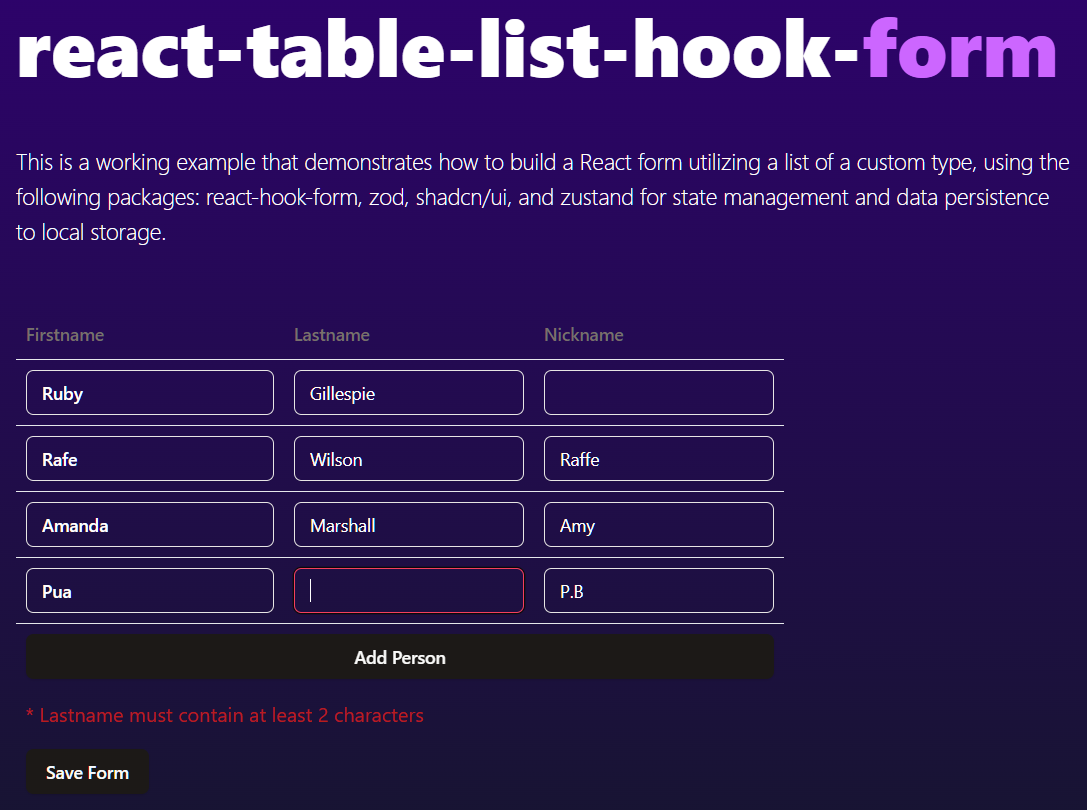 react-table-list-hook-form
This is a working example that demonstrates how to build a React form utilizing a list of a custom type, using the
following packages: react-hook-form, zod, shadcn/ui, and zustand for state management and data persistence
to local storage.
Firstname Lastname Nickname
Ruby Gillespie
Rafe Wilson Raffe
Amanda Marshall Amy
Pua P.B
Add Person
* Lastname must contain at least 2 characters
Save Form